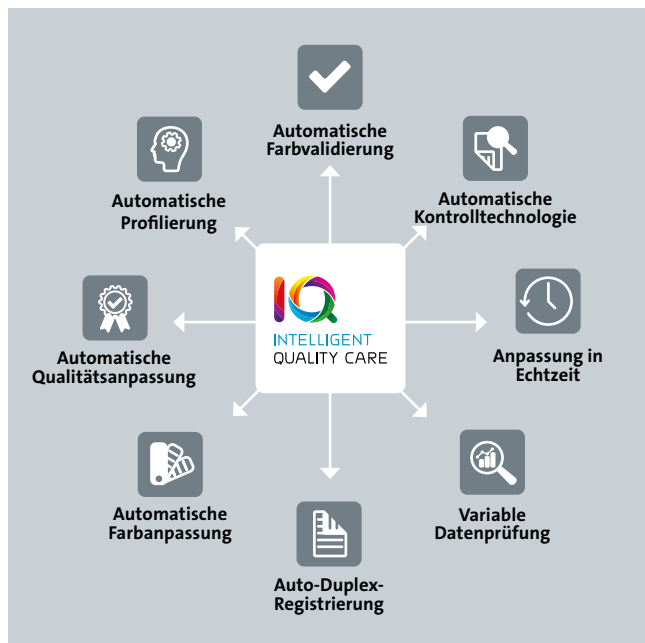 Automatische
Farbvalidierung
Automatische
Profilierung
Automatische
Kontrolltechnologie
IQ
INTELLIGENT
QUALITY CARE
Automatische
Qualitätsanpassung
Anpassung in
Echtzeit
Automatische
Farbanpassung
Variable
Datenprüfung
Auto-Duplex-
Registrierung